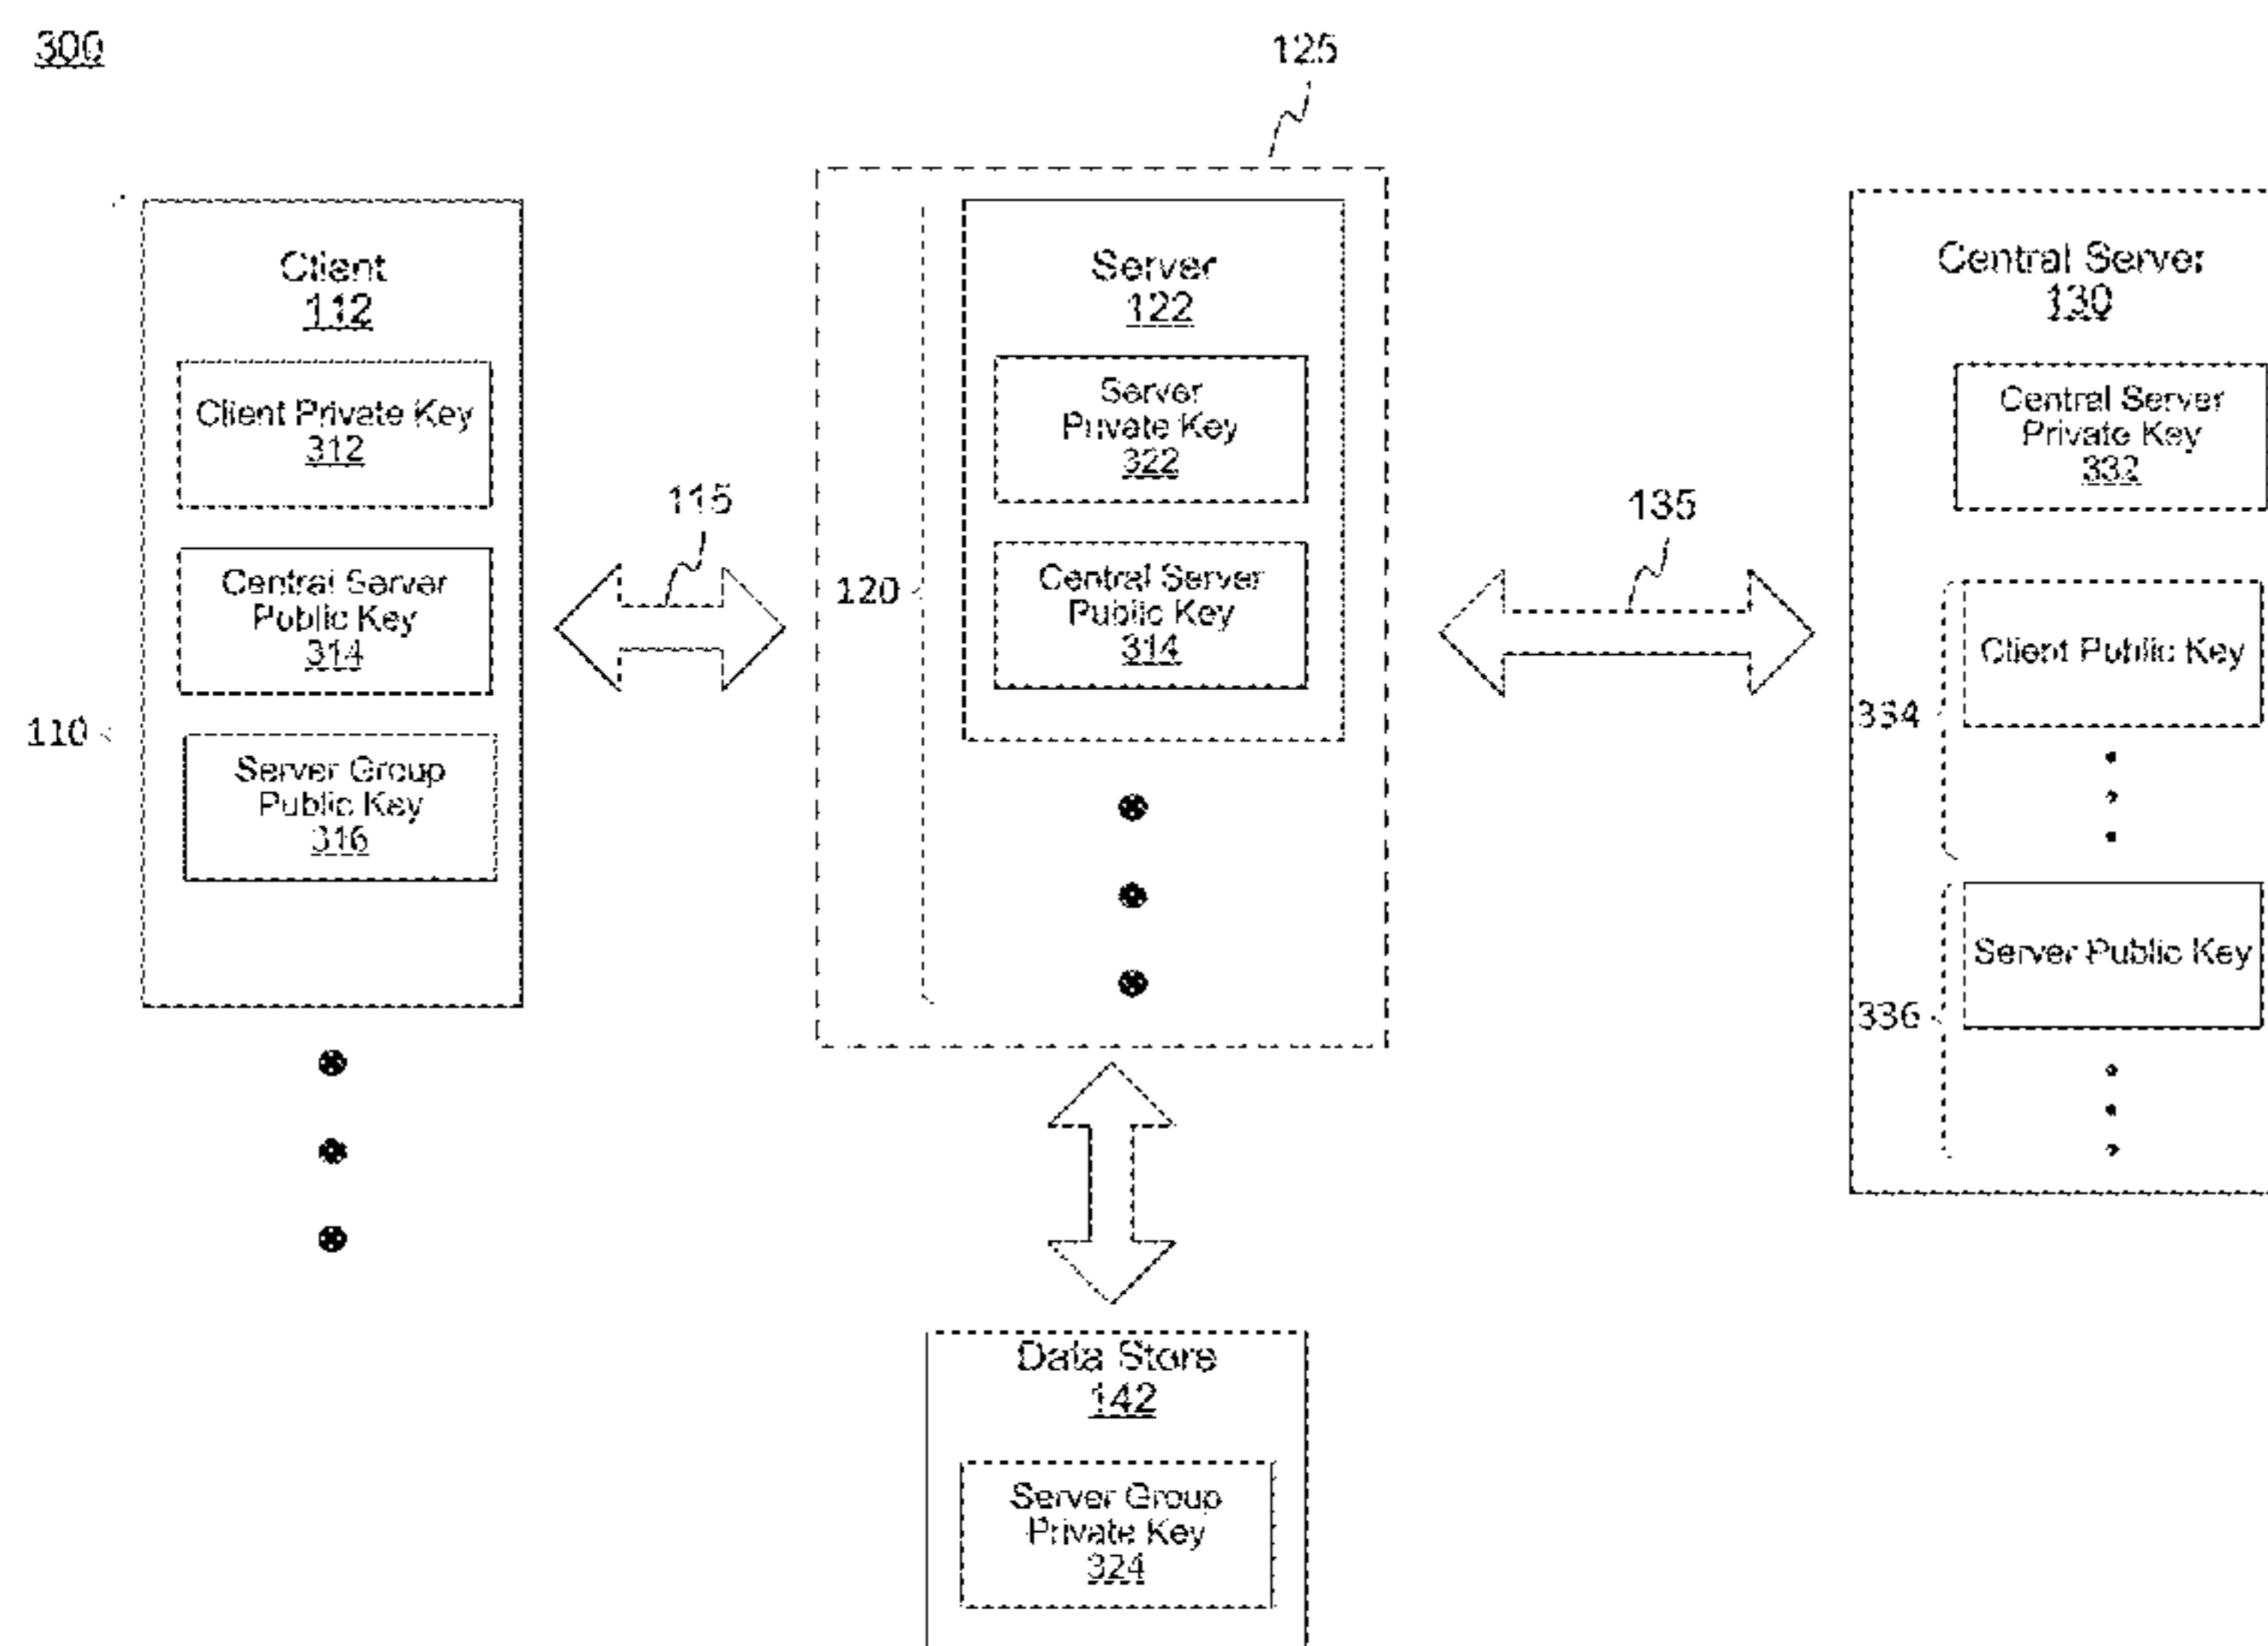 300
125
Client
112
Client Private Key
312
Central Server
Public Key
314
Server Group
Public Key
316
110
115
120
Server
122
Server
Private Key
322
Central Server
Public Key
314
135
Central Server
130
Central Server
Private Key
332
334
Client Public Key
336
Server Public Key
Data Store
142
Server Group
Private Key
324